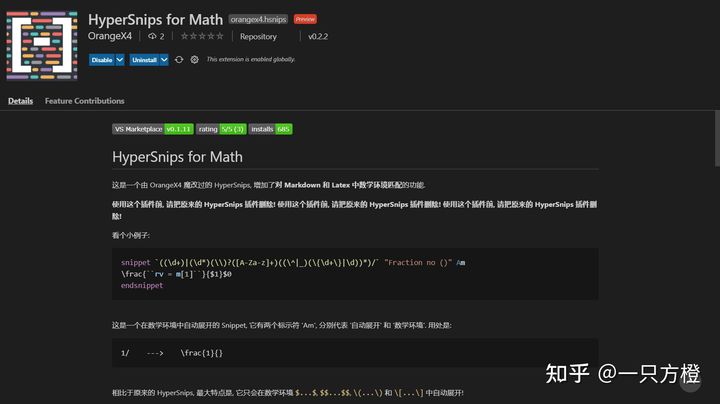 HyperSnips for Math orangex4.hsnips Preview
OrangeX4 2 ☆☆☆☆☆ Repository v0.2.2
Disable Uninstall This extension is enabled globally.
Details Feature Contributions
VS Marketplace v0.1.11 rating 5/5 (3) installs 685
HyperSnips for Math
这是一个由 OrangeX4 魔改过的 HyperSnips, 增加了对 Markdown 和 Latex 中数学环境匹配的功能.
使用这个插件前, 请把原来的 HyperSnips 插件删除! 使用这个插件前, 请把原来的 HyperSnips 插件删除! 使用这个插件前, 请把原来的 HyperSnips 插件删
除!
看个小例子:
snippet `((\d+)|(\d*)(\\)?([A-Za-z]+)((\^|_)(\{\d+\}|\d))*)/` "Fraction no ()" Am
\frac{``rv = m[1]``}{$1}$0
endsnippet
这是一个在数学环境中自动展开的 Snippet, 它有两个标示符 'Am', 分别代表 '自动展开' 和 '数学环境'. 用处是:
1/ ---> \frac{1}{}
相比于原来的 HyperSnips, 最大特点是, 它只会在数学环境 $...$, $$...$$, \(...\) 和 \[...\] 中自动展开!
知乎 @一只方橙